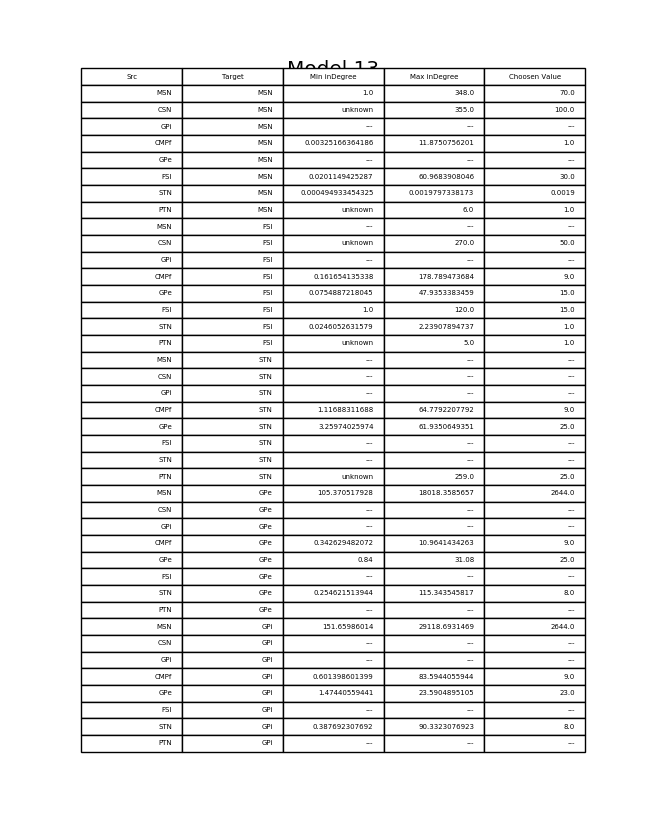 Model 13
Src Target Min inDegree Max inDegree Choosen Value
MSN MSN 1.0 348.0 70.0
CSN MSN unknown 355.0 100.0
GPi MSN --- --- ---
CMPf MSN 0.00325166364186 11.8750756201 1.0
GPe MSN --- --- ---
FSI MSN 0.0201149425287 60.9683908046 30.0
STN MSN 0.000494933454325 0.0019797338173 0.0019
PTN MSN unknown 6.0 1.0
MSN FSI --- --- ---
CSN FSI unknown 270.0 50.0
GPi FSI --- --- ---
CMPf FSI 0.161654135338 178.789473684 9.0
GPe FSI 0.0754887218045 47.9353383459 15.0
FSI FSI 1.0 120.0 15.0
STN FSI 0.0246052631579 2.23907894737 1.0
PTN FSI unknown 5.0 1.0
MSN STN --- --- ---
CSN STN --- --- ---
GPi STN --- --- ---
CMPf STN 1.11688311688 64.7792207792 9.0
GPe STN 3.25974025974 61.9350649351 25.0
FSI STN --- --- ---
STN STN --- --- ---
PTN STN unknown 259.0 25.0
MSN GPe 105.370517928 18018.3585657 2644.0
CSN GPe --- --- ---
GPi GPe --- --- ---
CMPf GPe 0.342629482072 10.9641434263 9.0
GPe GPe 0.84 31.08 25.0
FSI GPe --- --- ---
STN GPe 0.254621513944 115.343545817 8.0
PTN GPe --- --- ---
MSN GPi 151.65986014 29118.6931469 2644.0
CSN GPi --- --- ---
GPi GPi --- --- ---
CMPf GPi 0.601398601399 83.5944055944 9.0
GPe GPi 1.47440559441 23.5904895105 23.0
FSI GPi --- --- ---
STN GPi 0.387692307692 90.3323076923 8.0
PTN GPi --- --- ---